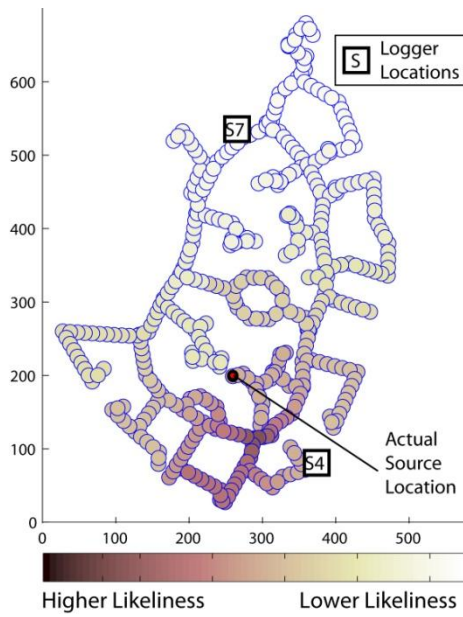 S Logger
Locations
600
S7
500
400
300
200
100
S4
Actual
Source
Location
0
0 100 200 300 400 500
Higher Likeliness Lower Likeliness